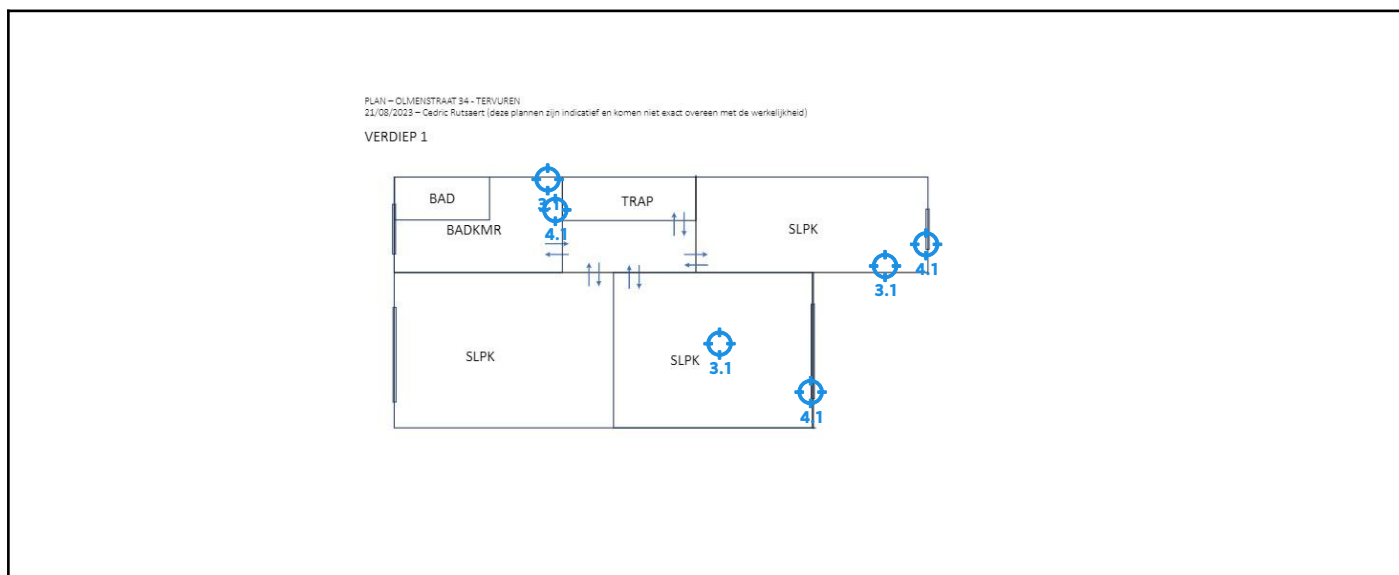 PLAN – OLMENSTRAAT 34 - TERVUREN
21/08/2023 – Cedric Rutsaert (deze plannen zijn indicatief en komen niet exact overeen met de werkelijkheid)
VERDIEP 1
BAD
3.1
TRAP
BADKMR
4.1
SLPK
4.1
3.1
SLPK
SLPK
3.1
4.1